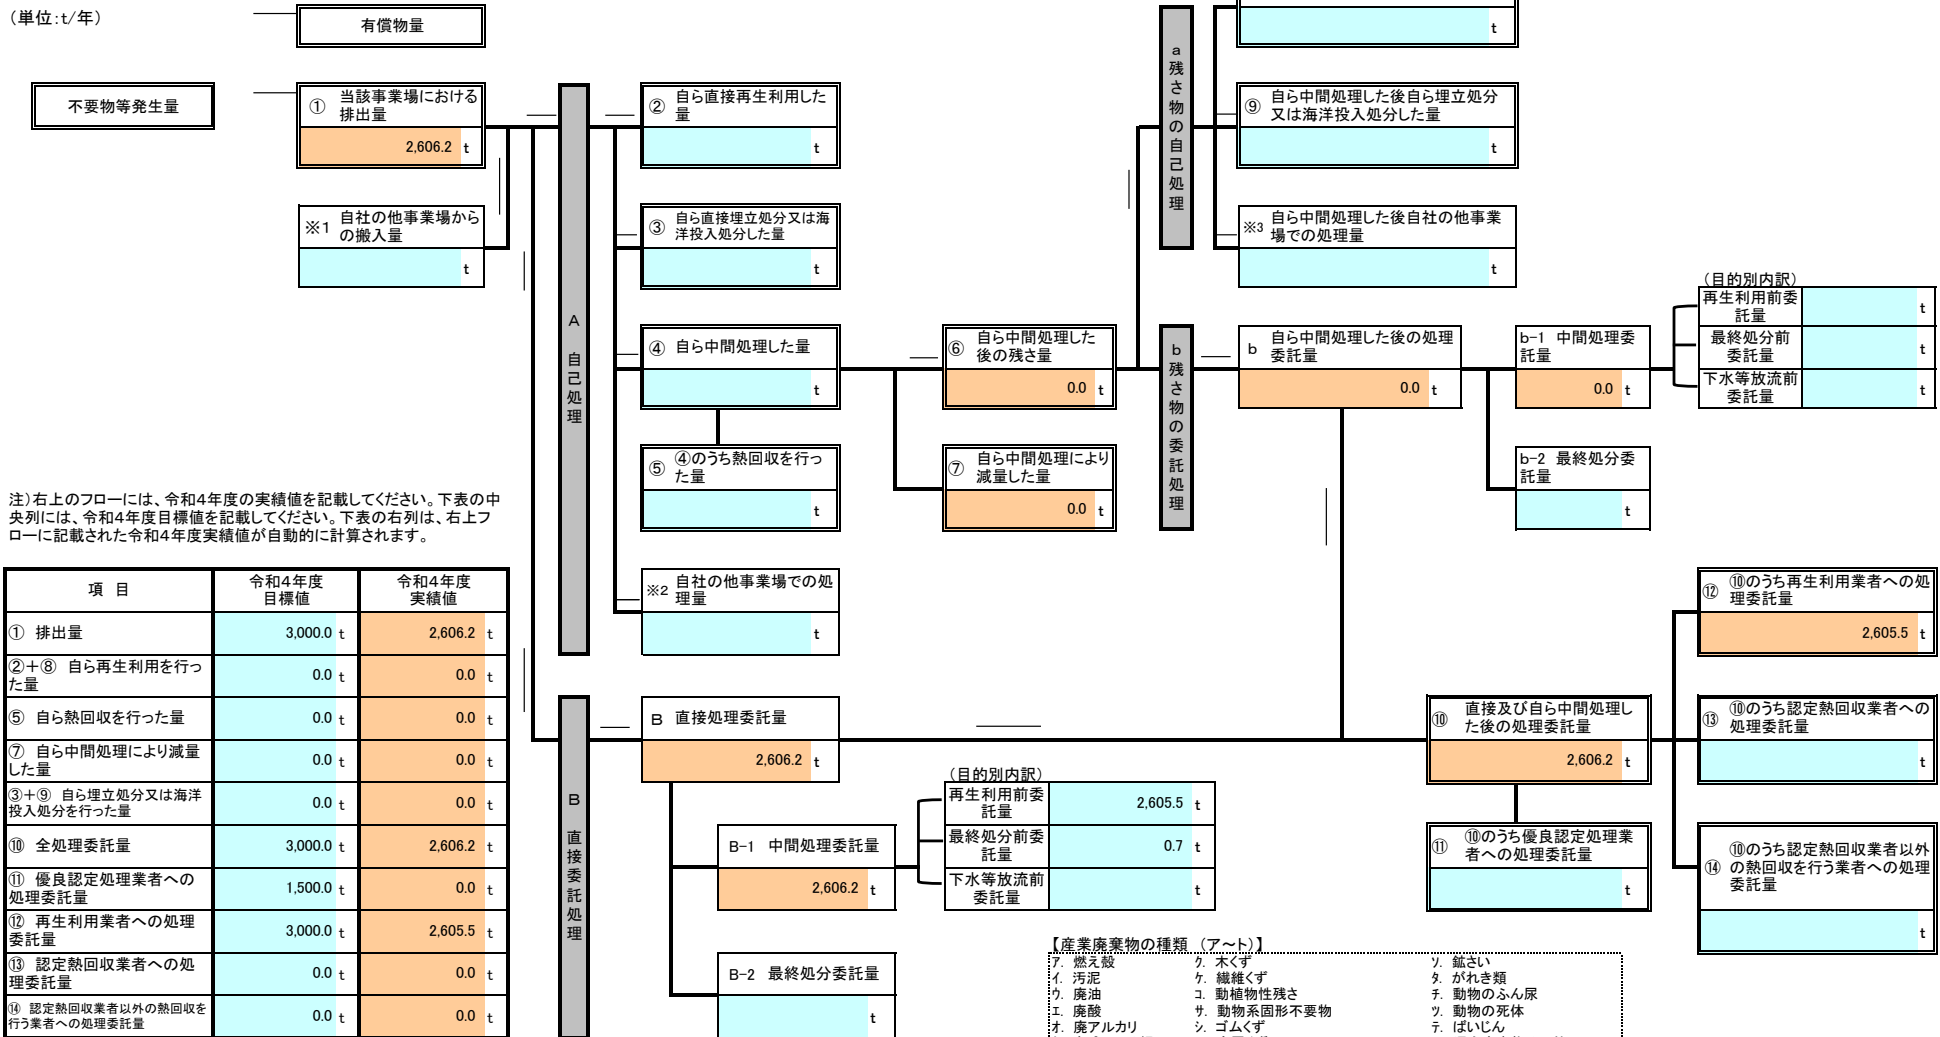 （単位：t/年）
有償物量
不要物等発生量
① 当該事業場における
排出量
2,606.2 t
※1 自社の他事業場から
の搬入量
t
A 自己処理
② 自ら直接再生利用した
量
t
③ 自ら直接埋立処分又は海
洋投入処分した量
t
④ 自ら中間処理した量
t
⑤ ④のうち熱回収を行っ
た量
t
※2 自社の他事業場での処
理量
t
⑥ 自ら中間処理した
後の残さ量
0.0 t
⑦ 自ら中間処理により
減量した量
0.0 t
a 残さ物の自己処理
t
⑨ 自ら中間処理した後自ら埋立処分
又は海洋投入処分した量
t
※3 自ら中間処理した後自社の他事業
場での処理量
t
b 残さ物の委託処理
b 自ら中間処理した後の処理
委託量
0.0 t
b-1 中間処理委
託量
0.0 t
b-2 最終処分委
託量
t
（目的別内訳）
再生利用前委
託量
t
最終処分前
委託量
t
下水等放流前
委託量
t
注）右上のフローには、令和４年度の実績値を記載してください。下表の中
央列には、令和４年度目標値を記載してください。下表の右列は、右上フ
ローに記載された令和４年度実績値が自動的に計算されます。
項 目 令和４年度
目標値 令和４年度
実績値
① 排出量 3,000.0 t 2,606.2 t
②＋⑧ 自ら再生利用を行っ
た量 0.0 t 0.0 t
⑤ 自ら熱回収を行った量 0.0 t 0.0 t
⑦ 自ら中間処理により減量
した量 0.0 t 0.0 t
③＋⑨ 自ら埋立処分又は海洋
投入処分を行った量 0.0 t 0.0 t
⑩ 全処理委託量 3,000.0 t 2,606.2 t
⑪ 優良認定処理業者への
処理委託量 1,500.0 t 0.0 t
⑫ 再生利用業者への処理
委託量 3,000.0 t 2,605.5 t
⑬ 認定熱回収業者への処
理委託量 0.0 t 0.0 t
⑭ 認定熱回収業者以外の熱回収を
行う業者への処理委託量 0.0 t 0.0 t
B 直接委託処理
B 直接処理委託量
2,606.2 t
B-1 中間処理委託量
2,606.2 t
B-2 最終処分委託量
t
（目的別内訳）
再生利用前委
託量 2,605.5 t
最終処分前委
託量 0.7 t
下水等放流前
委託量 t
⑩ 直接及び自ら中間処理し
た後の処理委託量
2,606.2 t
⑪ ⑩のうち優良認定処理業
者への処理委託量
t
⑫ ⑩のうち再生利用業者への処
理委託量
2,605.5 t
⑬ ⑩のうち認定熱回収業者への
処理委託量
t
⑭ ⑩のうち認定熱回収業者以外
の熱回収を行う業者への処理
委託量
t
【産業廃棄物の種類 （ア～ト）】
ア. 燃え殻 ク. 木くず ソ. 鉱さい
イ. 汚泥 ケ. 繊維くず タ. がれき類
ウ. 廃油 コ. 動植物性残さ チ. 動物のふん尿
エ. 廃酸 サ. 動物系固形不要物 ツ. 動物の死体
オ. 廃アルカリ シ. ゴムくず テ. ばいじん